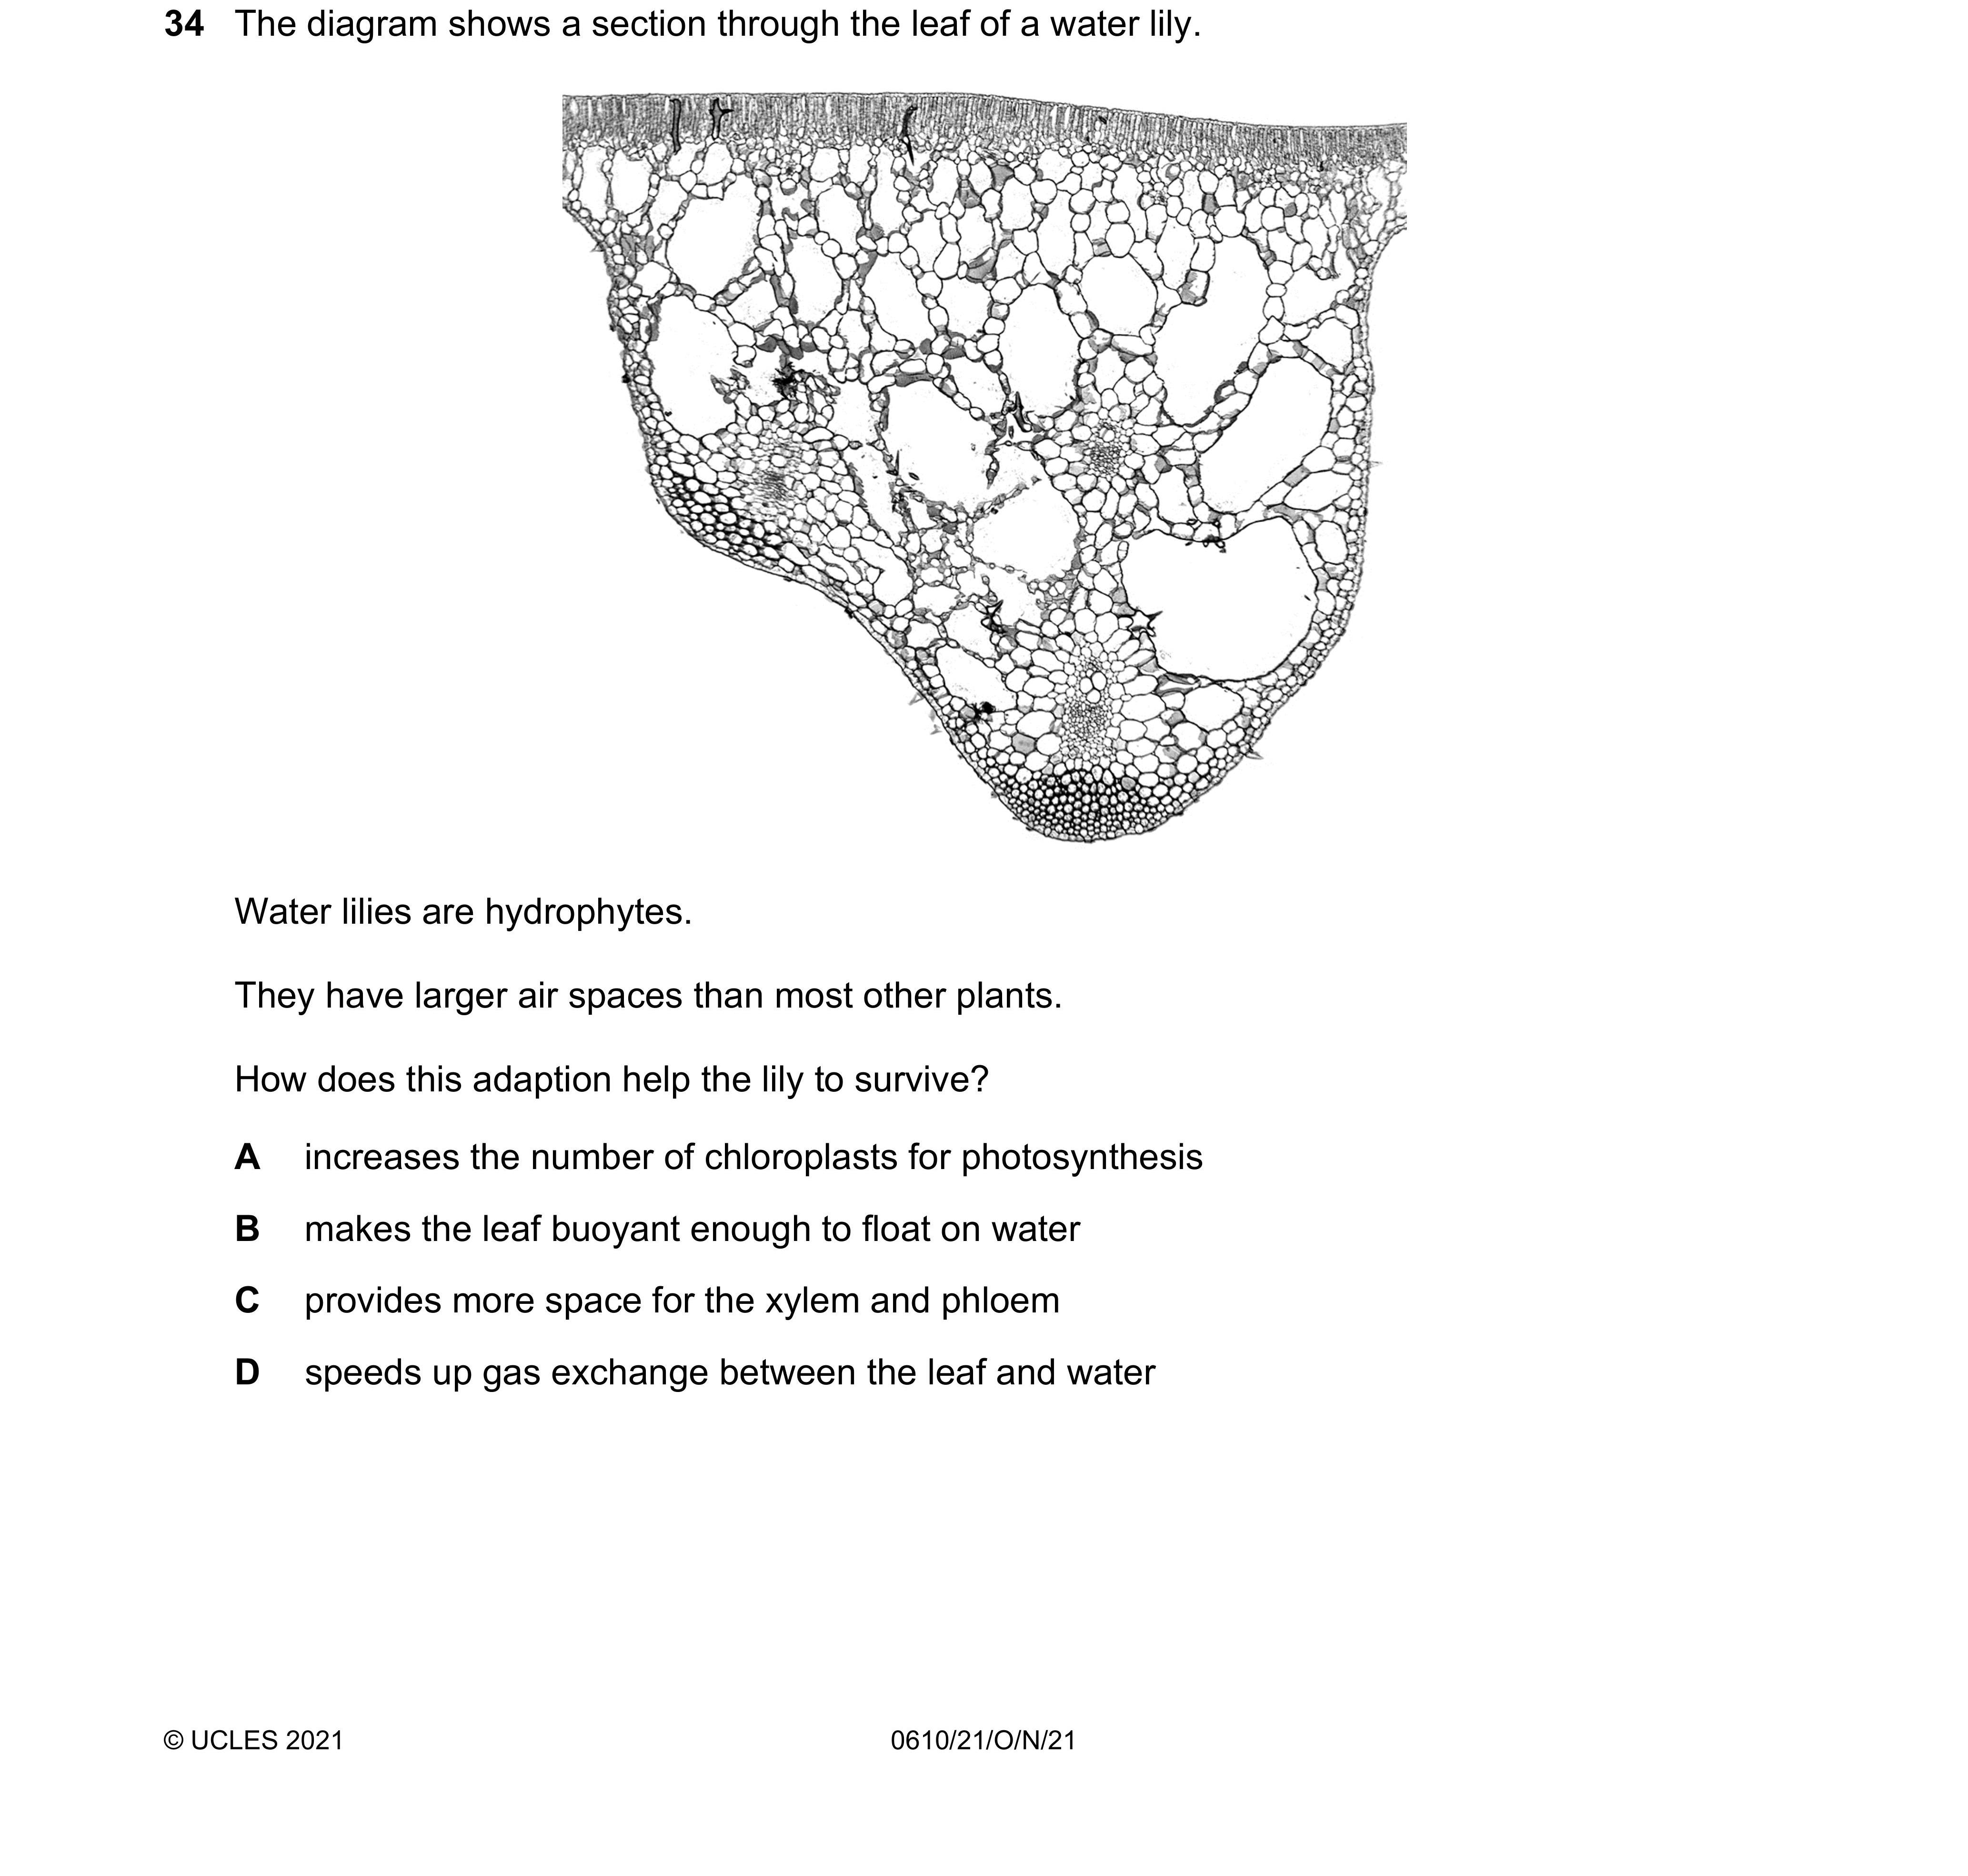 34 The diagram shows a section through the leaf of a water lily.
Water lilies are hydrophytes.
They have larger air spaces than most other plants.
How does this adaption help the lily to survive?
A increases the number of chloroplasts for photosynthesis
B makes the leaf buoyant enough to float on water
C provides more space for the xylem and phloem
D speeds up gas exchange between the leaf and water
© UCLES 2021 0610/21/O/N/21